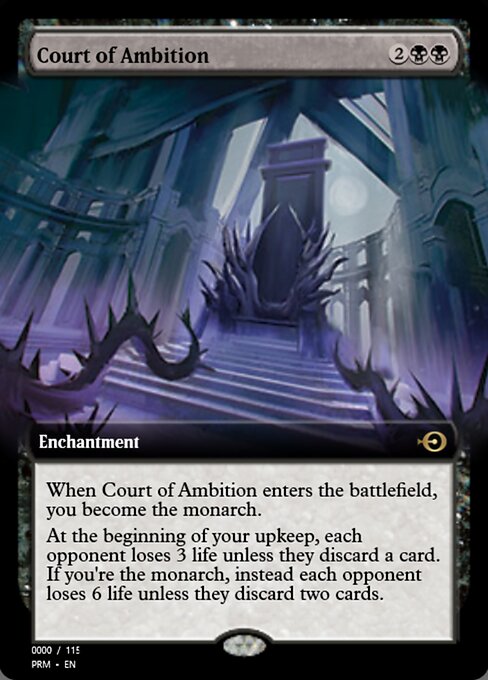 Court of Ambition 2
Enchantment
When Court of Ambition enters the battlefield,
you become the monarch.
At the beginning of your upkeep, each
opponent loses 3 life unless they discard a card.
If you're the monarch, instead each opponent
loses 6 life unless they discard two cards.
0000 / 115
PRM • EN